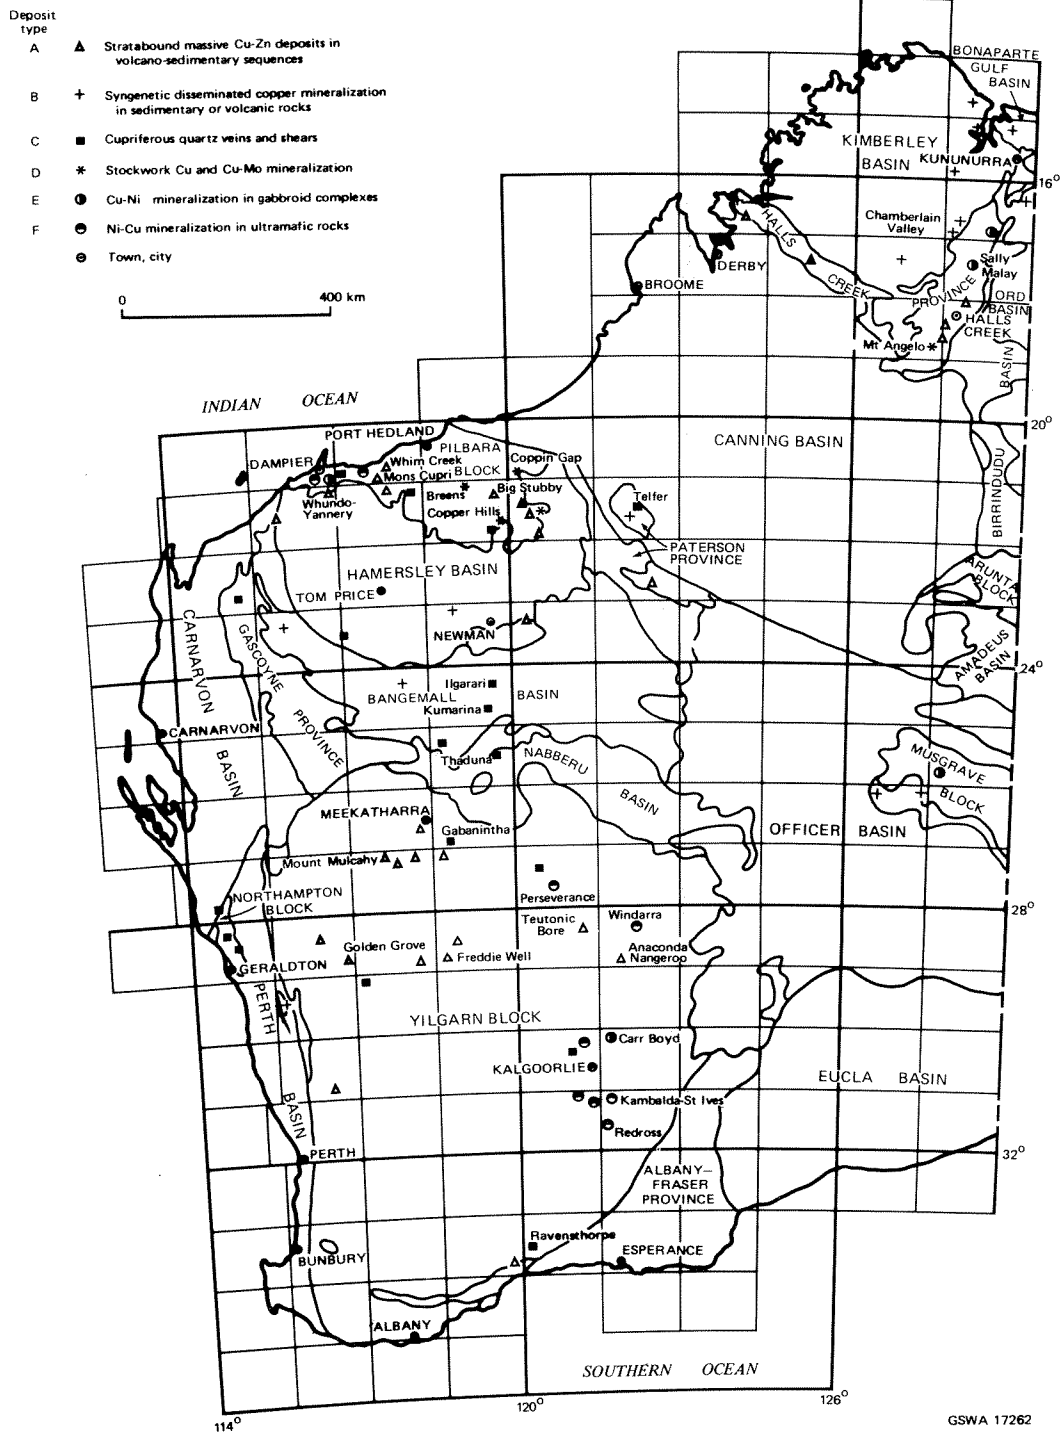 Deposit
type
A Stratabound massive Cu-Zn deposits in
volcano-sedimentary sequences
B Syngenetic disseminated copper mineralization
in sedimentary or volcanic rocks
C Cupriferous quartz veins and shears
D Stockwork Cu and Cu-Mo mineralization
E Cu-Ni mineralization in gabbroid complexes
F Ni-Cu mineralization in ultramafic rocks
Town, city
0 400 km
BONAPARTE
GULF
BASIN
KIMBERLEY
BASIN
KUNUNURRA
16°
Chamberlain
Valley
HALLS
CREEK
PROVINCE
DERBY
BROOME
Sally
Malay
ORD
BASIN
HALLS
CREEK
Mt Angelo
BASIN
BIRRINDUDU
INDIAN OCEAN
20°
PORT HEDLAND
PILBARA
BLOCK
CANNING BASIN
DAMPIER
Whim Creek
Mons Cupri
Coppin Gap
Whundo-
Yannery
Breens
Big Stubby
Copper Hills
Telfer
PATERSON
PROVINCE
HAMERSLEY BASIN
TOM PRICE
ARUNTA
BLOCK
NEWMAN
CARNARVON
BASIN
GASCOYNE
PROVINCE
AMADEUS
BASIN
24°
Ilgarari
BANGEMALL BASIN
Kumarina
CARNARVON
Thaduna
NABBERU
BASIN
MUSGRAVE
BLOCK
MEEKATHARRA
Gabanintha
OFFICER BASIN
Mount Mulcahy
NORTHAMPTON
BLOCK
Perseverance
28°
Teutonic
Bore
Windarra
Golden Grove
Freddie Well
Anaconda
Nangeroo
GERALDTON
PERTH
BASIN
YILGARN BLOCK
Carr Boyd
KALGOORLIE
EUCLA BASIN
Kambalda-St Ives
Redross
PERTH
32°
ALBANY–
FRASER
PROVINCE
Ravensthorpe
ESPERANCE
BUNBURY
ALBANY
SOUTHERN OCEAN
114°
120°
126°
GSWA 17262